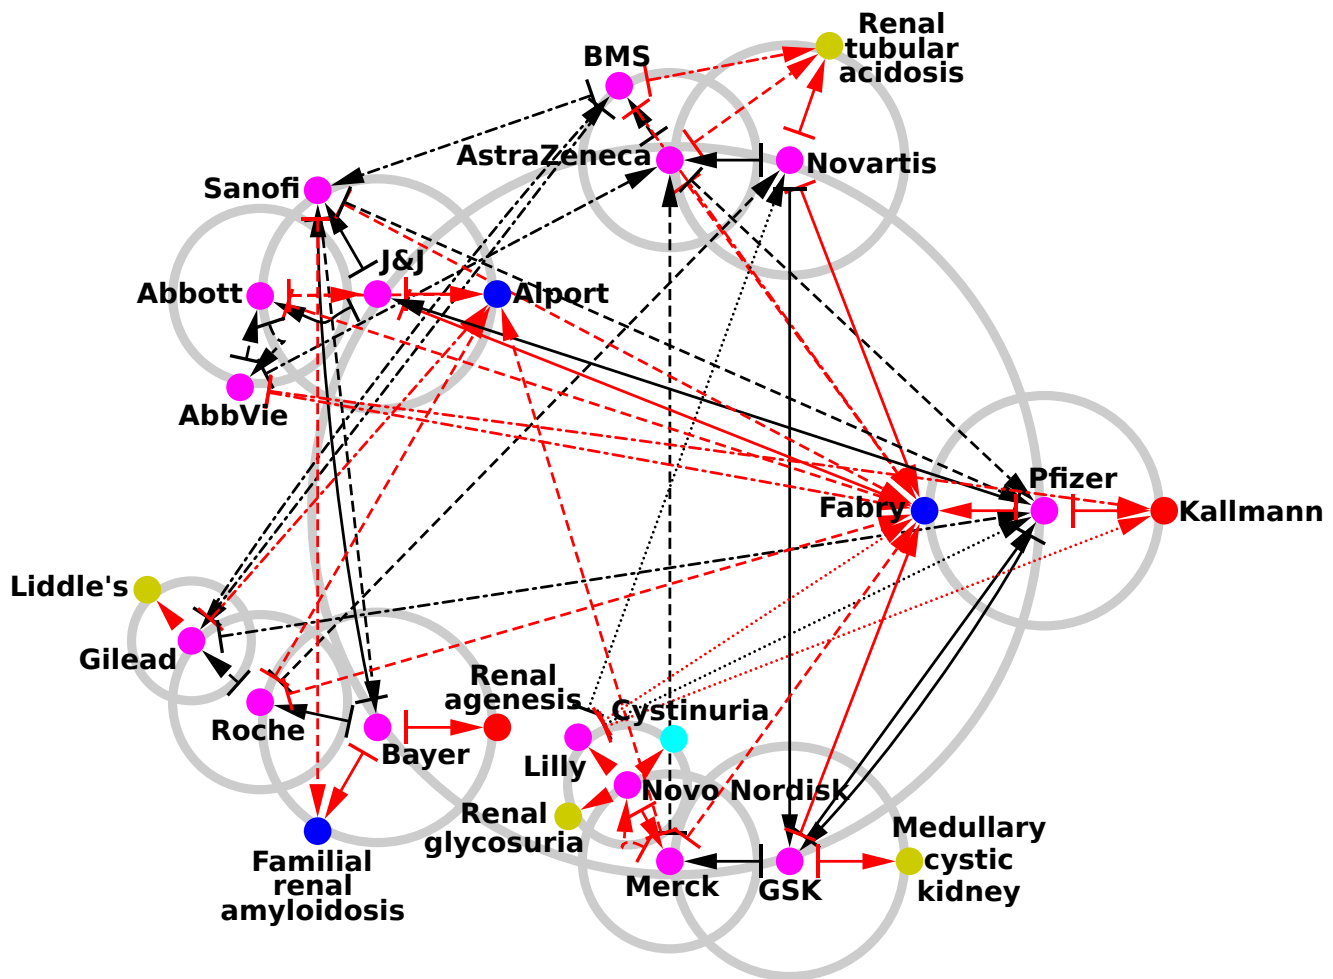 Renal
tubular
acidosis
BMS
AstraZeneca
Novartis
Sanofi
J&J
Abbott
Alport
AbbVie
Pfizer
Fabry
Kallmann
Liddle's
Gilead
Renal
agenesis
Roche
Bayer
Cystinuria
Lilly
Novo Nordisk
Renal
glycosuria
Medullary
cystic
kidney
Merck
GSK
Familial
renal
amyloidosis